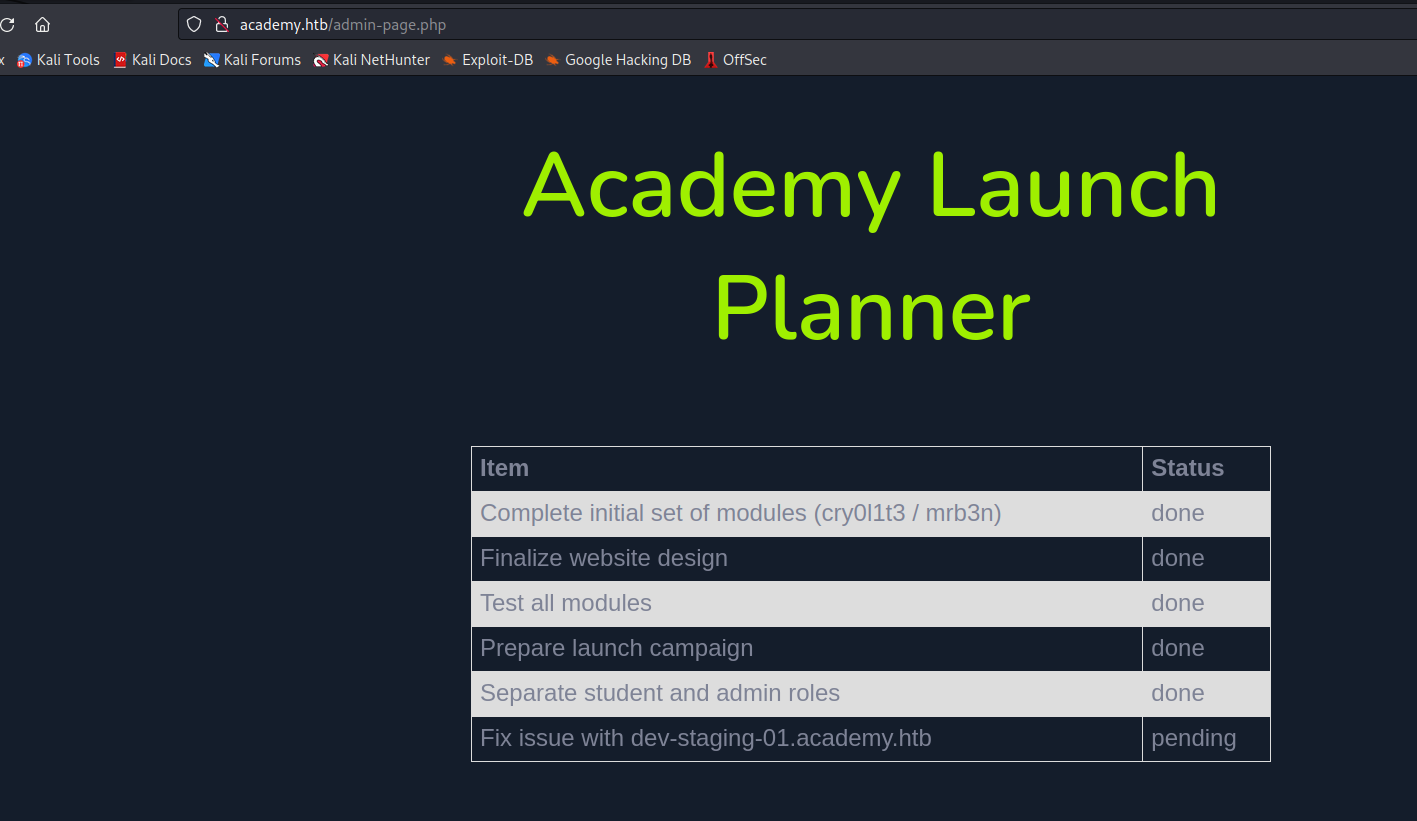 academy.htb/admin-page.php
Kali Tools Kali Docs Kali Forums Kali NetHunter Exploit-DB Google Hacking DB OffSec
Academy Launch
Planner
Item Status
Complete initial set of modules (cry0l1t3 / mrb3n) done
Finalize website design done
Test all modules done
Prepare launch campaign done
Separate student and admin roles done
Fix issue with dev-staging-01.academy.htb pending